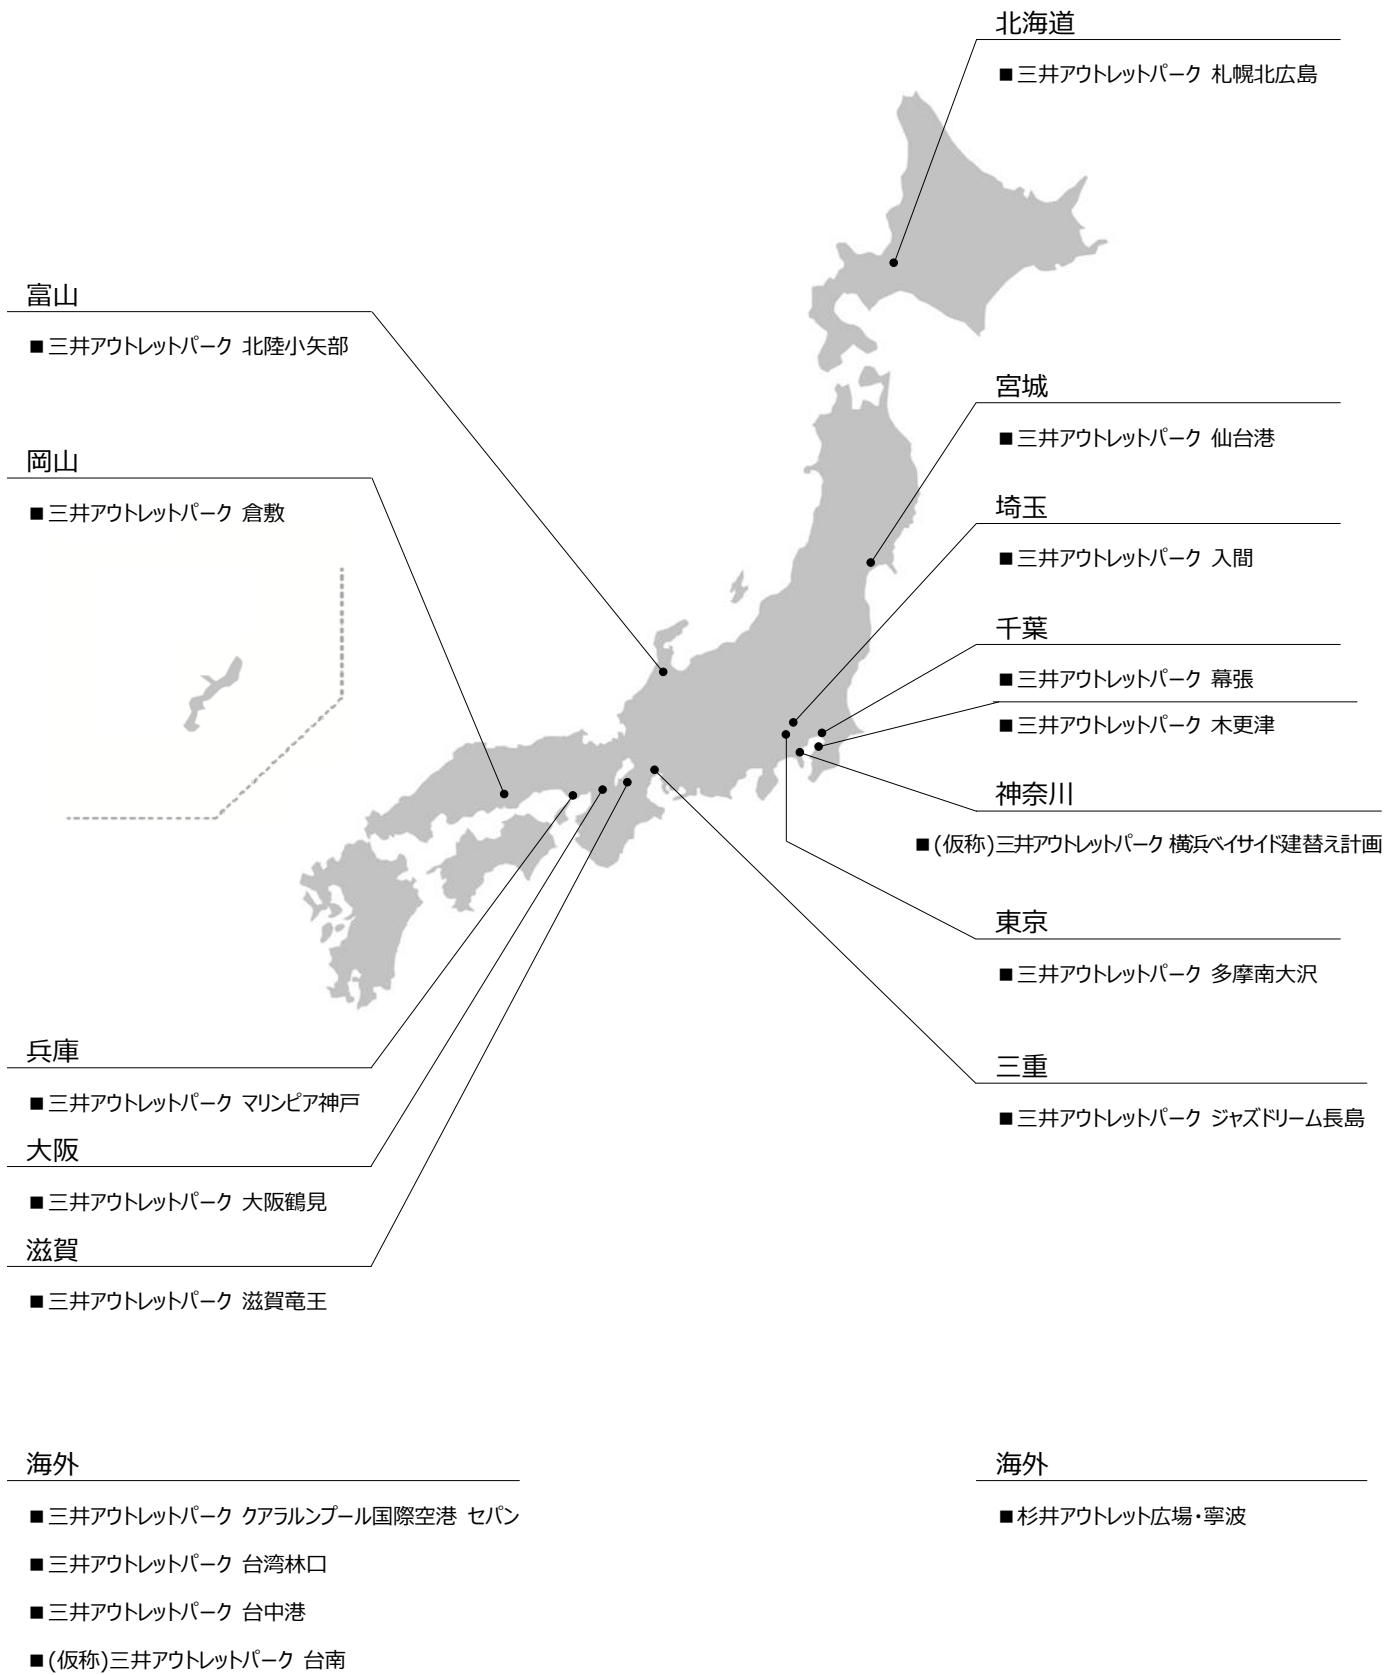 北海道
■三井アウトレットパーク 札幌北広島
富山
■三井アウトレットパーク 北陸小矢部
宮城
■三井アウトレットパーク 仙台港
岡山
■三井アウトレットパーク 倉敷
埼玉
■三井アウトレットパーク 入間
千葉
■三井アウトレットパーク 幕張
■三井アウトレットパーク 木更津
神奈川
■(仮称)三井アウトレットパーク 横浜ベイサイド建替え計画
東京
■三井アウトレットパーク 多摩南大沢
三重
■三井アウトレットパーク ジャズドリーム長島
兵庫
■三井アウトレットパーク マリンピア神戸
大阪
■三井アウトレットパーク 大阪鶴見
滋賀
■三井アウトレットパーク 滋賀竜王
海外
■三井アウトレットパーク クアラルンプール国際空港 セパン
■三井アウトレットパーク 台湾林口
■三井アウトレットパーク 台中港
■(仮称)三井アウトレットパーク 台南
海外
■杉井アウトレット広場・寧波